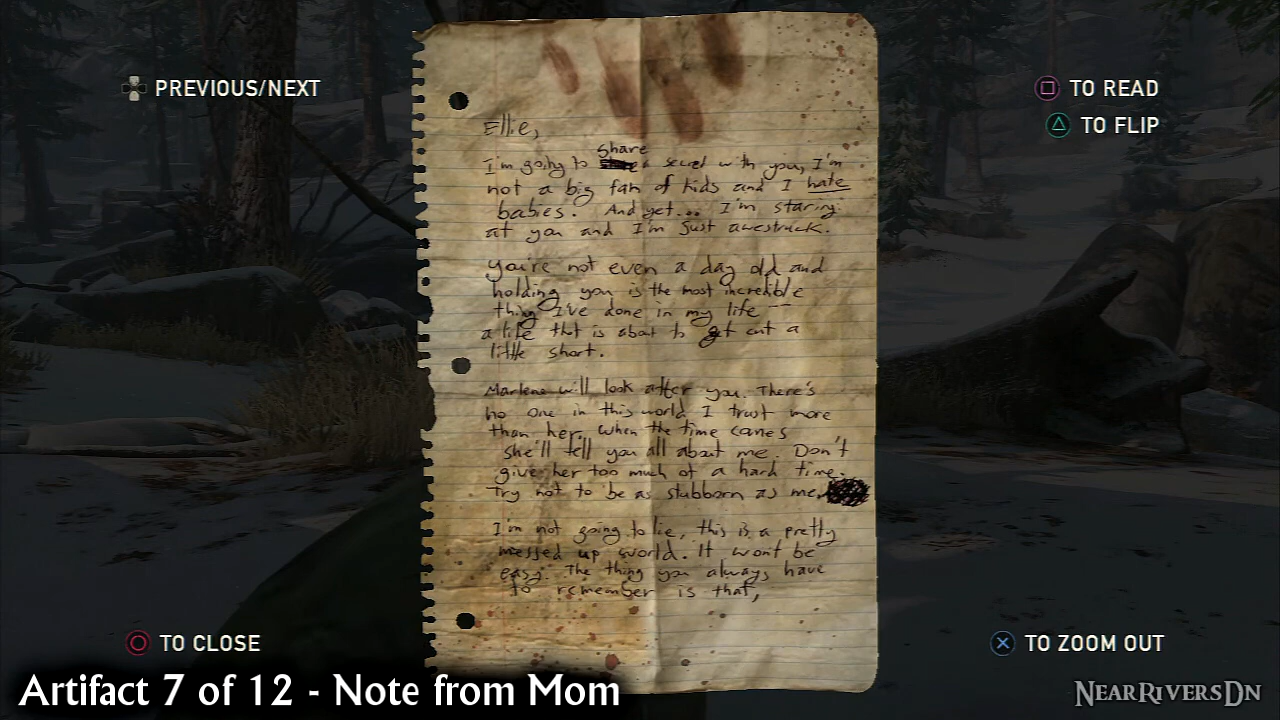 PREVIOUS/NEXT
TO READ
TO FLIP
Ellie,
share
I'm going to a secret with you, I'm
not a big fan of kids and I hate
babies. And yet... I'm staring
at you and I'm just awestruck.
You're not even a day old and
holding you is the most incredible
thing I've done in my life
a life that is about to get cut a
little short.
Marlene will look after you. There's
no one in this world I trust more
than her. When the time comes
she'll tell you all about me. Don't
give her too much of a hard time.
Try not to be as stubborn as me.
I'm not going to lie, this is a pretty
messed up world. It won't be
easy. The thing you always have
to remember is that,
TO CLOSE
TO ZOOM OUT
Artifact 7 of 12 - Note from Mom
NEARRIVERSDN